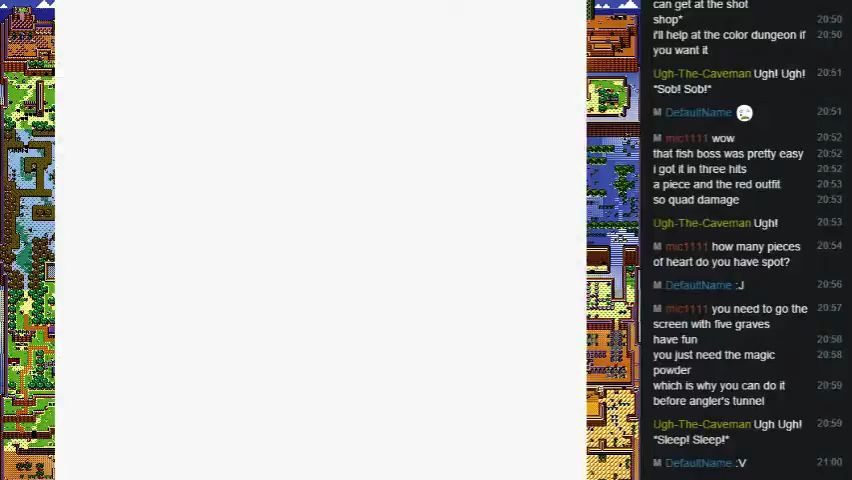 can get at the shot
shop* 20:50
i'll help at the color dungeon if 20:50
you want it
Ugh-The-Caveman Ugh! Ugh! 20:51
*Sob! Sob!*
M DefaultName 20:51
M mic1111 wow 20:52
that fish boss was pretty easy 20:52
i got it in three hits 20:52
a piece and the red outfit 20:53
so quad damage 20:53
Ugh-The-Caveman Ugh! 20:53
M mic1111 how many pieces 20:54
of heart do you have spot?
M DefaultName :J 20:56
M mic1111 you need to go the 20:57
screen with five graves
have fun 20:58
you just need the magic 20:58
powder
which is why you can do it 20:59
before angler's tunnel
Ugh-The-Caveman Ugh Ugh! 20:59
*Sleep! Sleep!*
M DefaultName :V 21:00